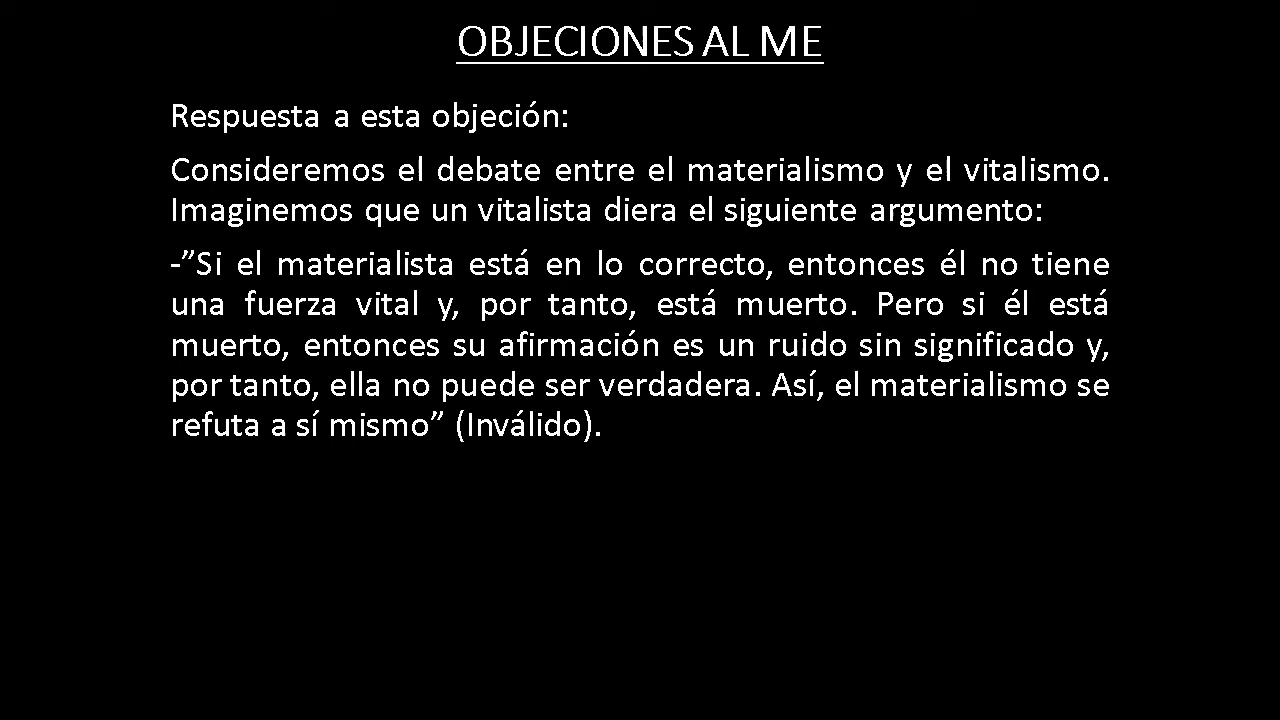 OBJECIONES AL ME
Respuesta a esta objeción:
Consideremos el debate entre el materialismo y el vitalismo.
Imaginemos que un vitalista diera el siguiente argumento:
-”Si el materialista está en lo correcto, entonces él no tiene
una fuerza vital y, por tanto, está muerto. Pero si él está
muerto, entonces su afirmación es un ruido sin significado y,
por tanto, ella no puede ser verdadera. Así, el materialismo se
refuta a sí mismo” (Inválido).